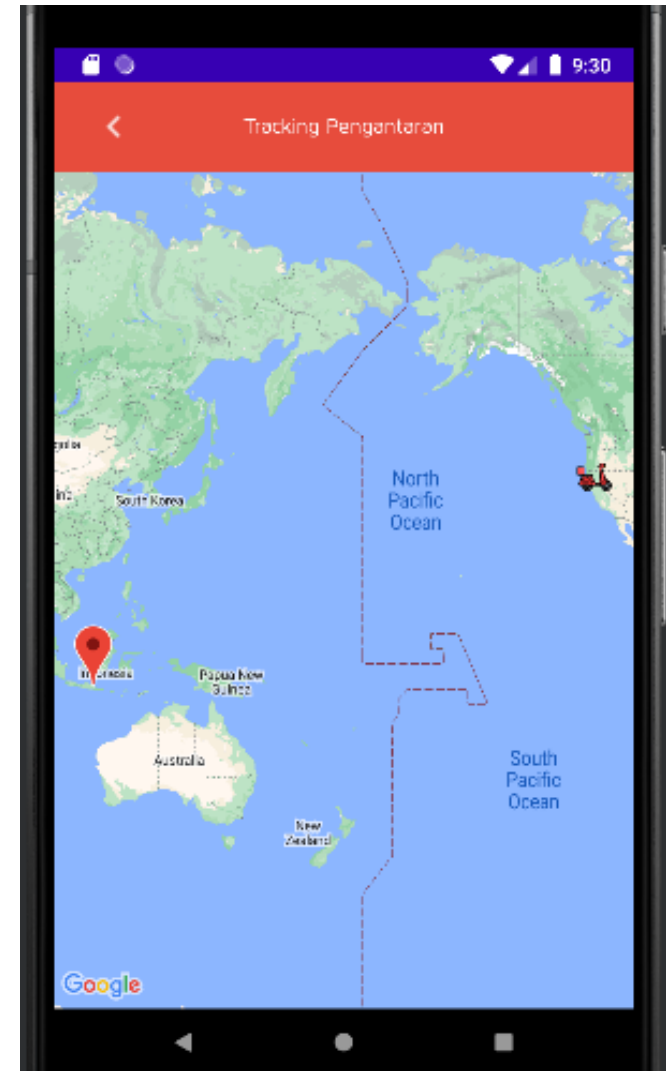 9:30
Tracking Pengantaran
North
Pacific
Ocean
South Korea
Papua New
Guinea
Australia
South
Pacific
Ocean
New
Zealand
Google